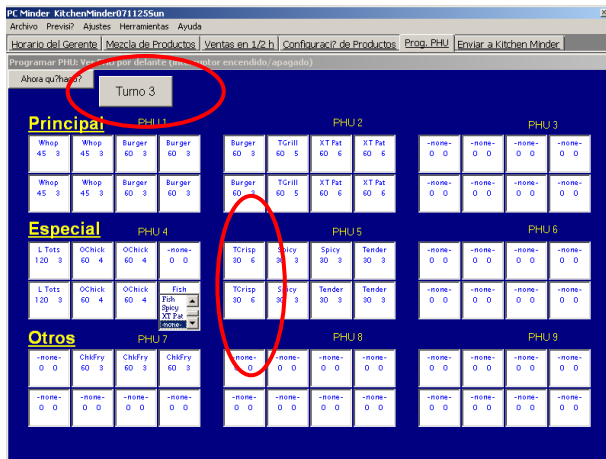 PC Minder KitchenMinder071125Sun
Archivo Previsi? Ajustes Herramientas Ayuda
Horario del Gerente Mezcla de Productos Ventas en 1/2 h Configuraci? de Productos Prog. PHU Enviar a Kitchen Minder
Programar PHU: Ver por delante (Interruptor encendido/apagado)
Ahora qu?hago?
Turno 3
Principal PHU 1 PHU 2 PHU 3
Whop Whop Burger Burger Burger TGrill XT Pat XT Pat -none- -none- -none- -none-
45 3 45 3 60 3 60 3 60 3 60 5 60 6 60 6 0 0 0 0 0 0 0 0
Whop Whop Burger Burger Burger TGrill XT Pat XT Pat -none- -none- -none- -none-
45 3 45 3 60 3 60 3 60 3 60 5 60 6 60 6 0 0 0 0 0 0 0 0
Especial PHU 4 PHU 5 PHU 6
L Tots OChick OChick -none- TCrisp Spicy Spicy Tender -none- -none- -none- -none-
120 3 60 4 60 4 0 0 30 6 30 3 30 3 30 3 0 0 0 0 0 0 0 0
L Tots OChick OChick Fish TCrisp Spicy Tender Tender -none- -none- -none- -none-
120 3 60 4 60 4 Fish 30 6 30 3 30 3 30 3 0 0 0 0 0 0 0 0
Spicy
XT Pat
-none-
Otros PHU 7 PHU 8 PHU 9
-none- ChkFry ChkFry ChkFry -none- -none- -none- -none- -none- -none- -none- -none-
0 0 60 3 60 3 60 3 0 0 0 0 0 0 0 0 0 0 0 0 0 0 0 0
-none- -none- -none- -none- -none- -none- -none- -none- -none- -none- -none- -none-
0 0 0 0 0 0 0 0 0 0 0 0 0 0 0 0 0 0 0 0 0 0 0 0